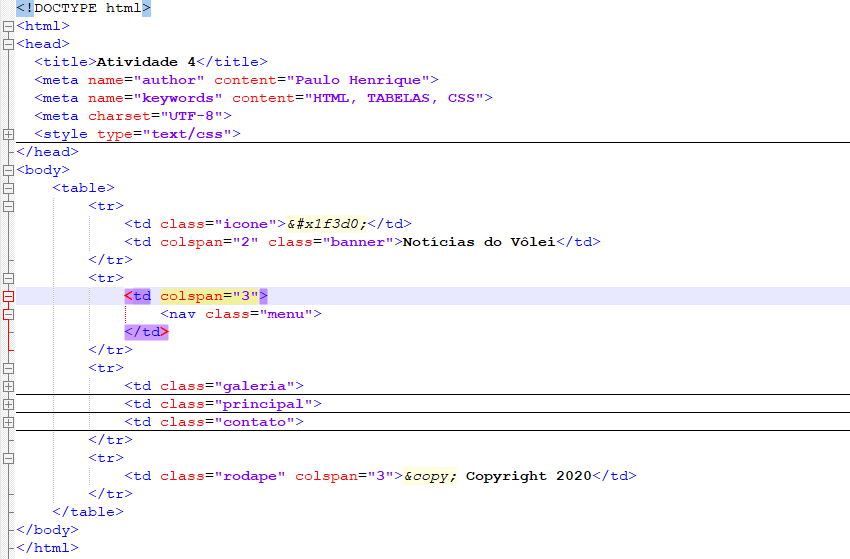 <!DOCTYPE html>
<html>
<head>
<title>Atividade 4</title>
<meta name="author" content="Paulo Henrique">
<meta name="keywords" content="HTML, TABELAS, CSS">
<meta charset="UTF-8">
<style type="text/css">
</head>
<body>
<table>
<tr>
<td class="icone">&#x1f3d0;</td>
<td colspan="2" class="banner">Notícias do Vôlei</td>
</tr>
<tr>
<td colspan="3">
<nav class="menu">
</td>
</tr>
<tr>
<td class="galeria">
<td class="principal">
<td class="contato">
</tr>
<tr>
<td class="rodape" colspan="3">&copy; Copyright 2020</td>
</tr>
</table>
</body>
</html>